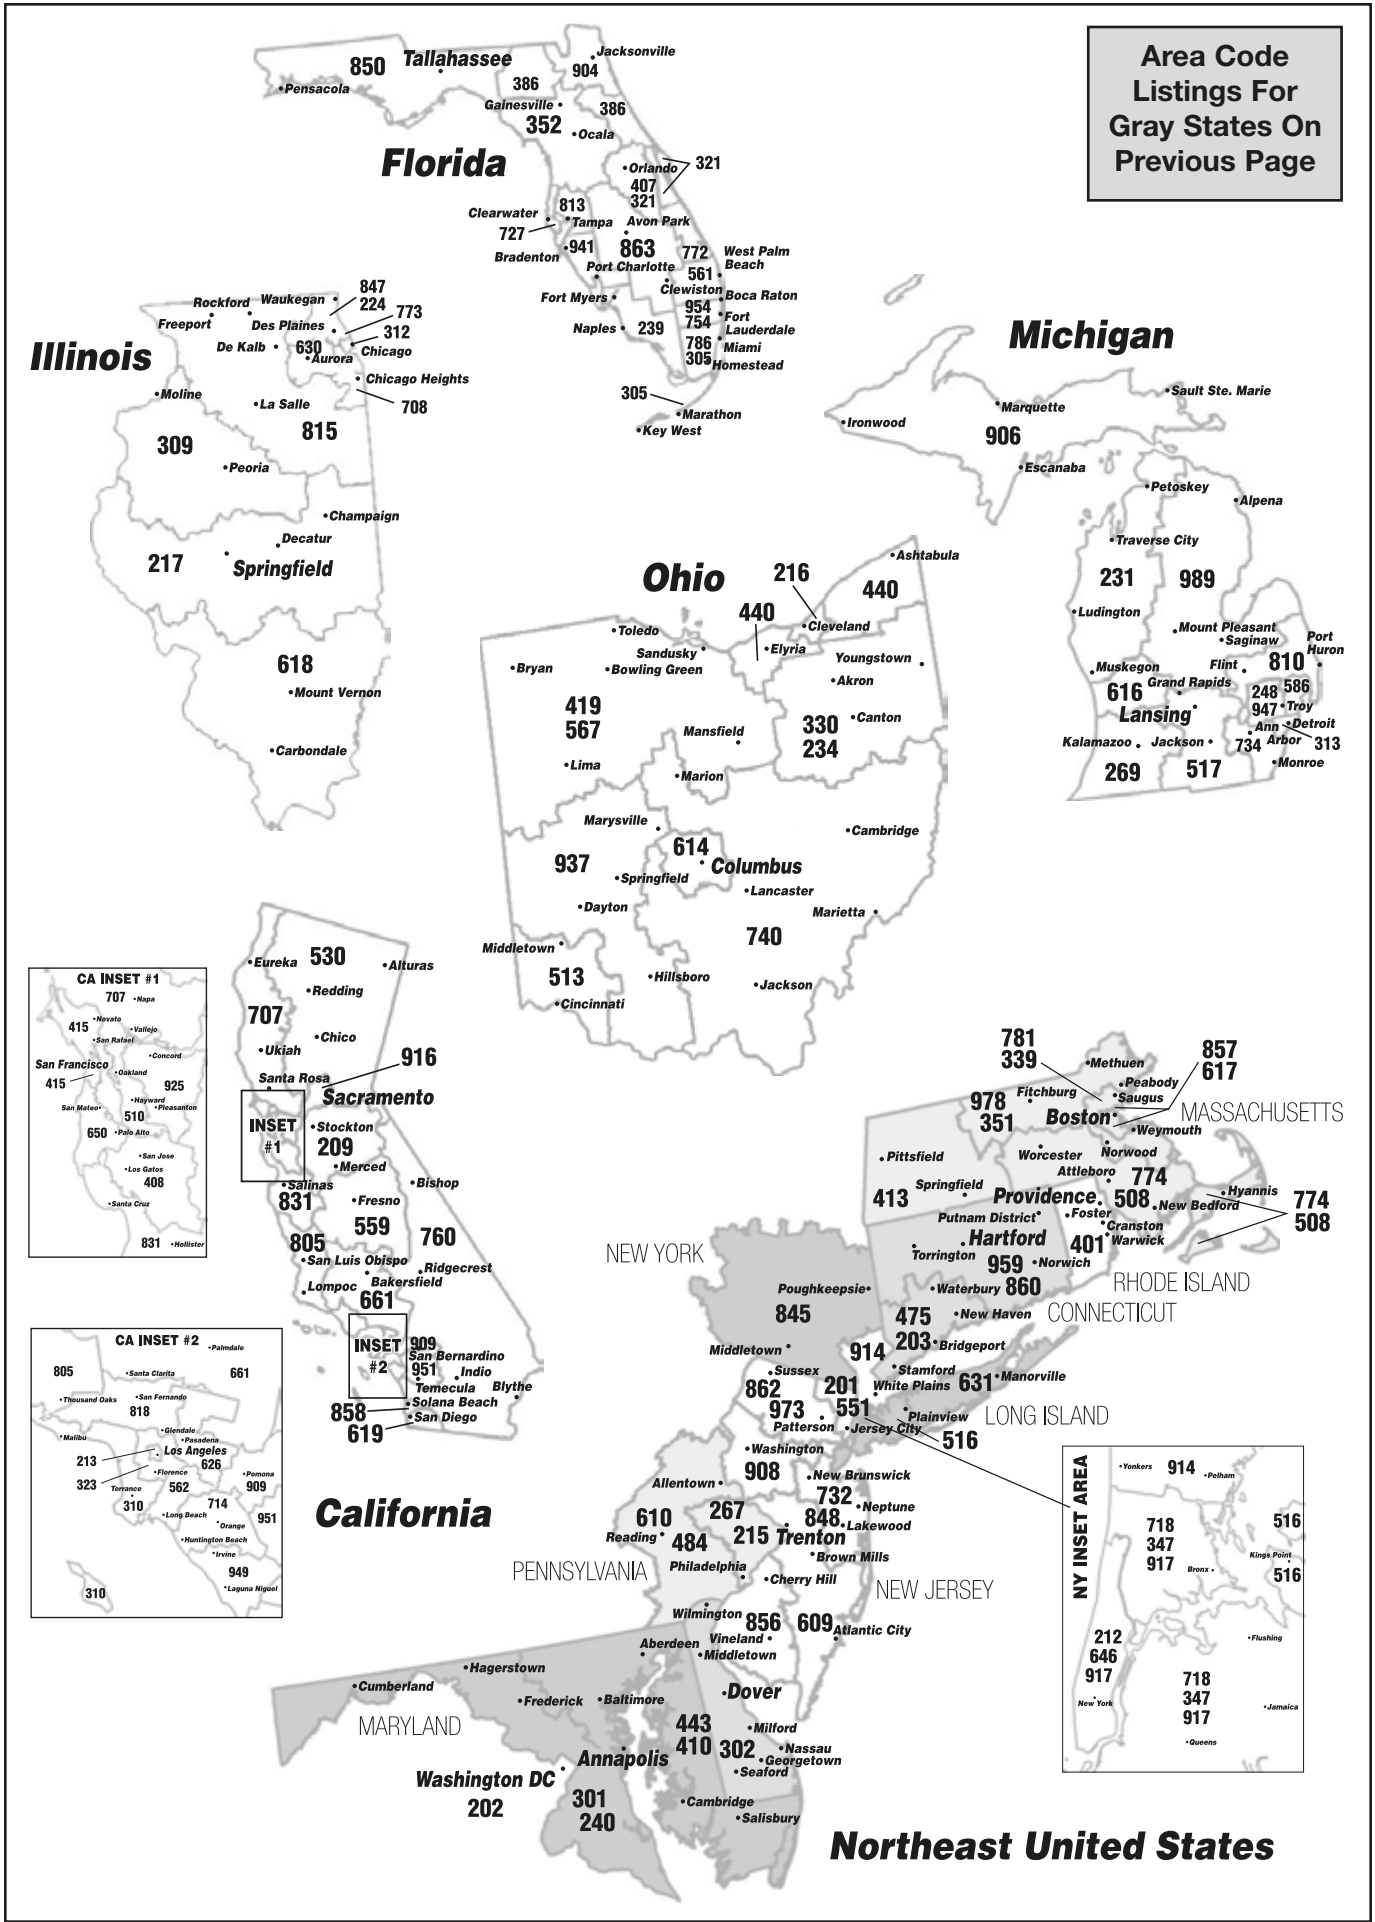 Area Code
Listings For
Gray States On
Previous Page
Florida
850
Tallahassee
Jacksonville
904
Pensacola
386
Gainesville
386
352
Ocala
321
Orlando
407
321
813
Clearwater
Tampa
Avon Park
727
941
863
772
West Palm
Beach
Bradenton
Port Charlotte
561
Clewiston
Fort Myers
Boca Raton
954
754
Fort
Lauderdale
Naples
239
786
305
Miami
Homestead
305
Marathon
Key West
Illinois
847
224
Rockford
Waukegan
773
Freeport
Des Plaines
312
De Kalb
630
Chicago
Aurora
Chicago Heights
Moline
La Salle
708
309
815
Peoria
Champaign
Decatur
217
Springfield
618
Mount Vernon
Carbondale
Michigan
Sault Ste. Marie
Marquette
Ironwood
906
Escanaba
Petoskey
Alpena
Traverse City
231
989
Ludington
Mount Pleasant
Saginaw
Port
Huron
Muskegon
Flint
810
616
Grand Rapids
248
586
Lansing
947
Troy
Ann
Arbor
Detroit
Kalamazoo
Jackson
734
313
269
517
Monroe
Ohio
216
Ashtabula
440
440
Toledo
Cleveland
Sandusky
Elyria
Youngstown
Bryan
Bowling Green
Akron
419
567
330
234
Canton
Mansfield
Lima
Marion
Marysville
Cambridge
614
937
Columbus
Springfield
Lancaster
Dayton
Marietta
740
Middletown
513
Hillsboro
Jackson
Cincinnati
California
Eureka
530
Alturas
Redding
707
Chico
Ukiah
916
Santa Rosa
Sacramento
INSET
#1
Stockton
209
Merced
Salinas
831
Bishop
Fresno
559
805
760
San Luis Obispo
Ridgecrest
Lompoc
Bakersfield
661
INSET
#2
909
San Bernardino
951
Indio
Temecula
Blythe
858
Solana Beach
619
San Diego
CA INSET #1
707
Napa
415
Novato
Vallejo
San Rafael
San Francisco
Concord
415
Oakland
925
Hayward
San Mateo
510
Pleasanton
650
Palo Alto
San Jose
Los Gatos
408
Santa Cruz
831
Hollister
CA INSET #2
Palmdale
805
Santa Clarita
661
Thousand Oaks
San Fernando
818
Malibu
Glendale
Pasadena
213
Los Angeles
626
323
Florence
Pomona
Torrance
562
909
310
714
Long Beach
Orange
951
Huntington Beach
Irvine
949
310
Laguna Niguel
Northeast United States
781
339
Methuen
857
617
Peabody
Fitchburg
Saugus
978
351
Boston
MASSACHUSETTS
Weymouth
Pittsfield
Worcester
Norwood
Attleboro
774
508
Springfield
413
Providence
New Bedford
Hyannis
774
508
Putnam District
Foster
Cranston
Hartford
401
Warwick
Torrington
959
860
Norwich
RHODE ISLAND
Waterbury
CONNECTICUT
NEW YORK
Poughkeepsie
845
475
203
New Haven
Bridgeport
Middletown
914
Stamford
Sussex
White Plains
631
Manorville
862
973
201
551
Plainview
LONG ISLAND
Patterson
Jersey City
516
Washington
908
New Brunswick
Allentown
732
848
Neptune
610
484
267
215
Trenton
Lakewood
Reading
Brown Mills
PENNSYLVANIA
Philadelphia
Cherry Hill
NEW JERSEY
Wilmington
856
609
Atlantic City
Aberdeen
Vineland
Middletown
Hagerstown
Cumberland
Frederick
Baltimore
Dover
MARYLAND
443
410
Milford
302
Nassau
Annapolis
Georgetown
Washington DC
202
Seaford
301
240
Cambridge
Salisbury
NY INSET AREA
Yonkers
914
Pelham
718
347
917
516
Kings Point
Bronx
516
212
646
917
Flushing
New York
718
347
917
Jamaica
Queens